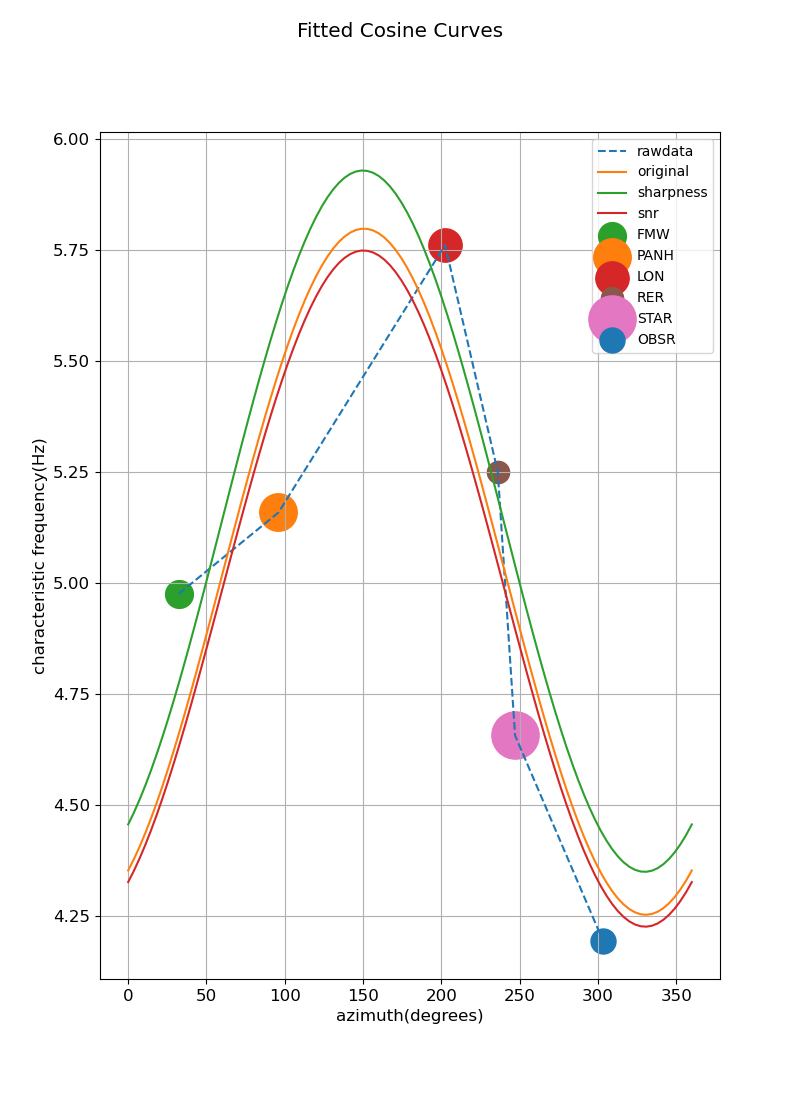 Fitted Cosine Curves
6.00
5.75
5.50
5.25
5.00
4.75
4.50
4.25
characteristic frequency(Hz)
rawdata
original
sharpness
snr
FMW
PANH
LON
RER
STAR
OBSR
0 50 100 150 200 250 300 350
azimuth(degrees)